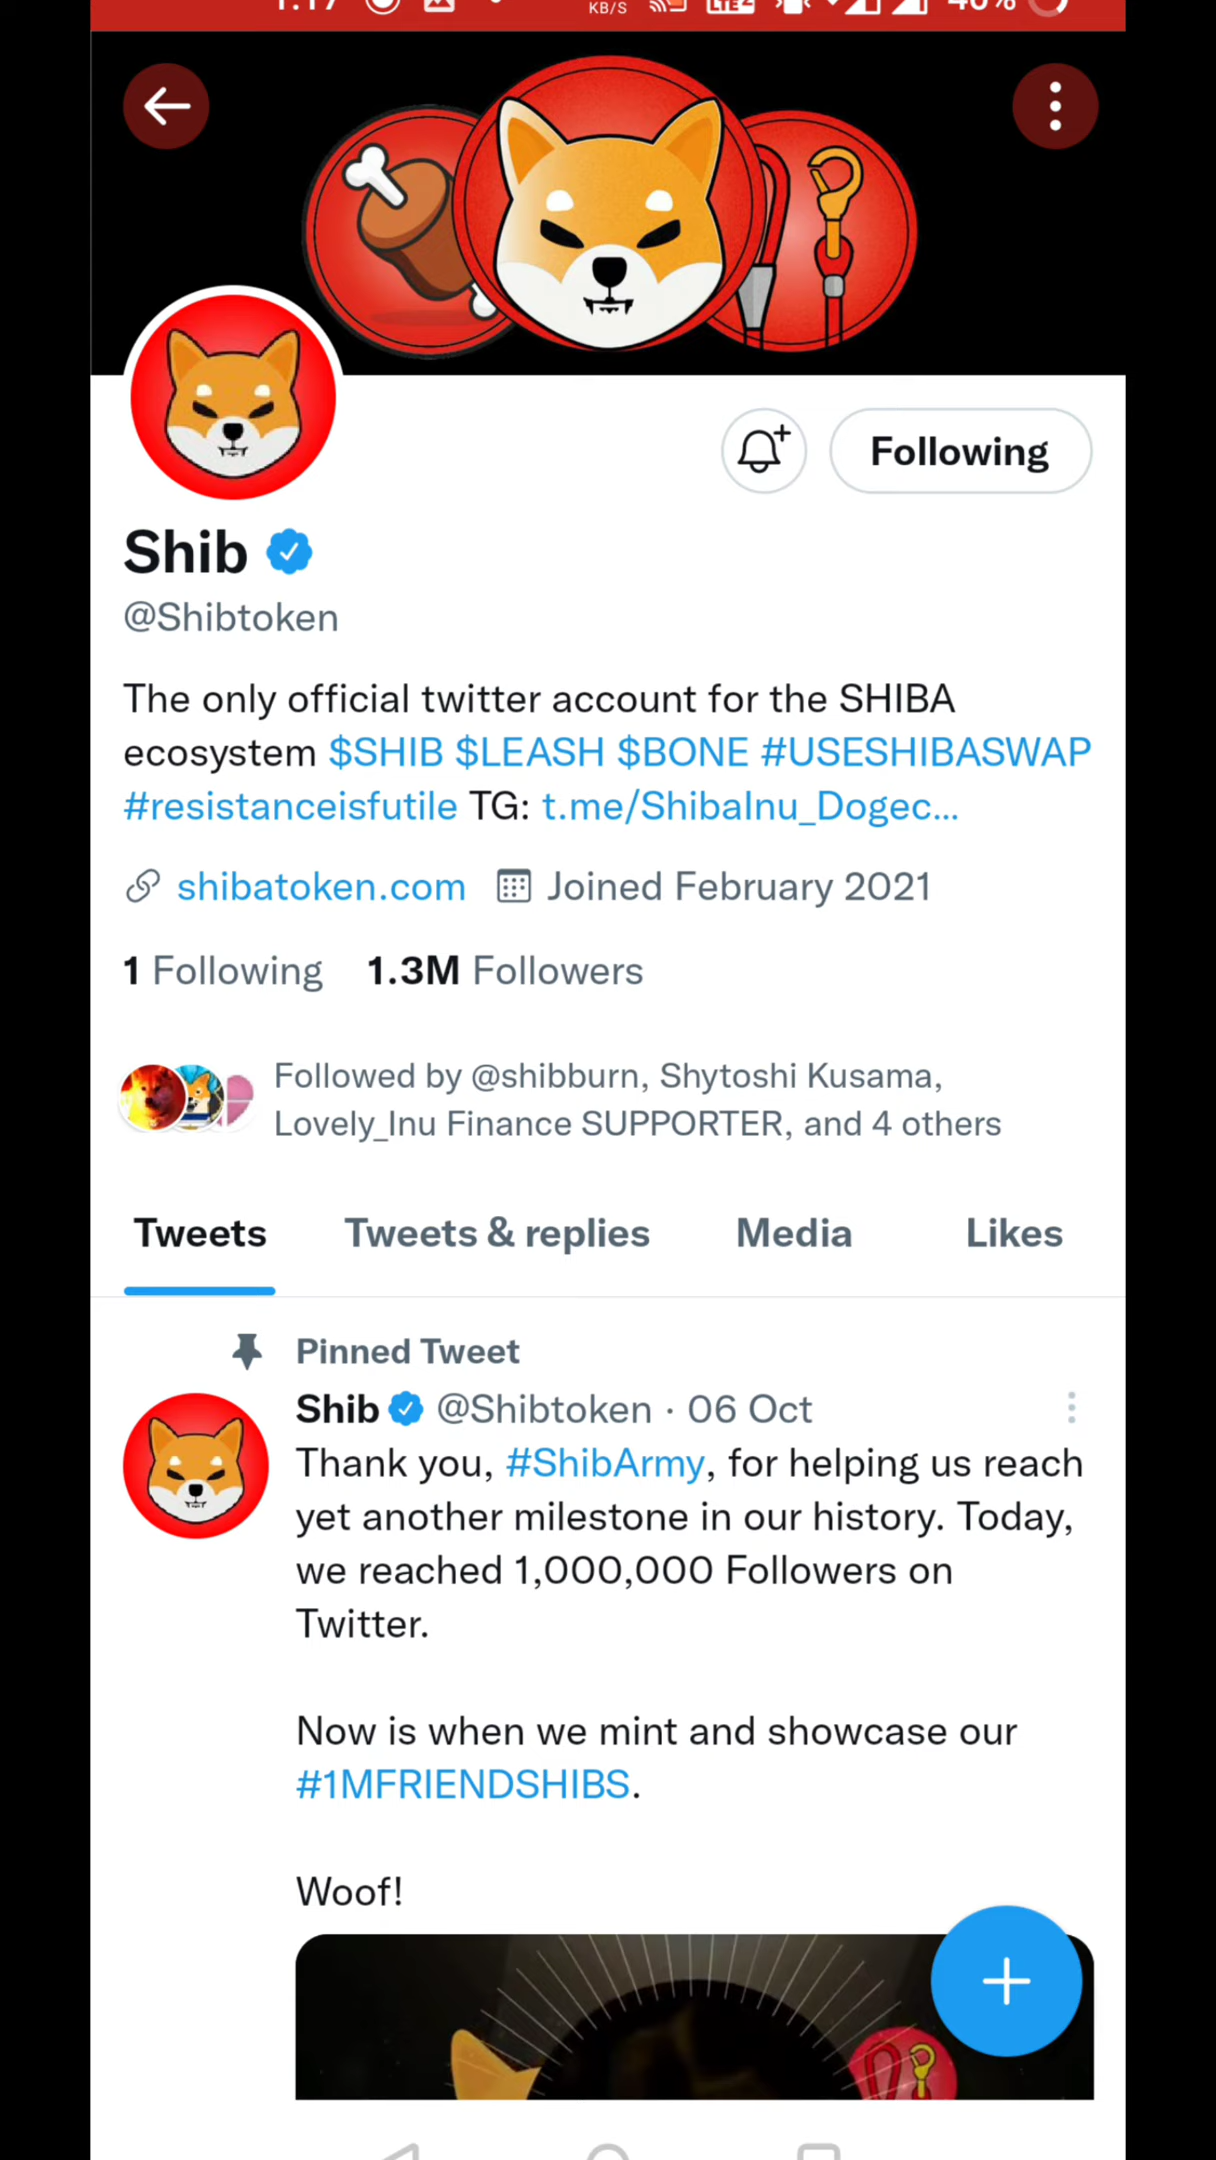 KB/S
Following
Shib
@Shibtoken
The only official twitter account for the SHIBA
ecosystem $SHIB $LEASH $BONE #USESHIBASWAP
#resistanceisfutile TG: t.me/ShibaInu_Dogec...
shibatoken.com Joined February 2021
1 Following 1.3M Followers
Followed by @shibburn, Shytoshi Kusama,
Lovely_Inu Finance SUPPORTER, and 4 others
Tweets Tweets & replies Media Likes
Pinned Tweet
Shib @Shibtoken · 06 Oct
Thank you, #ShibArmy, for helping us reach
yet another milestone in our history. Today,
we reached 1,000,000 Followers on
Twitter.
Now is when we mint and showcase our
#1MFRIENDSHIBS.
Woof!